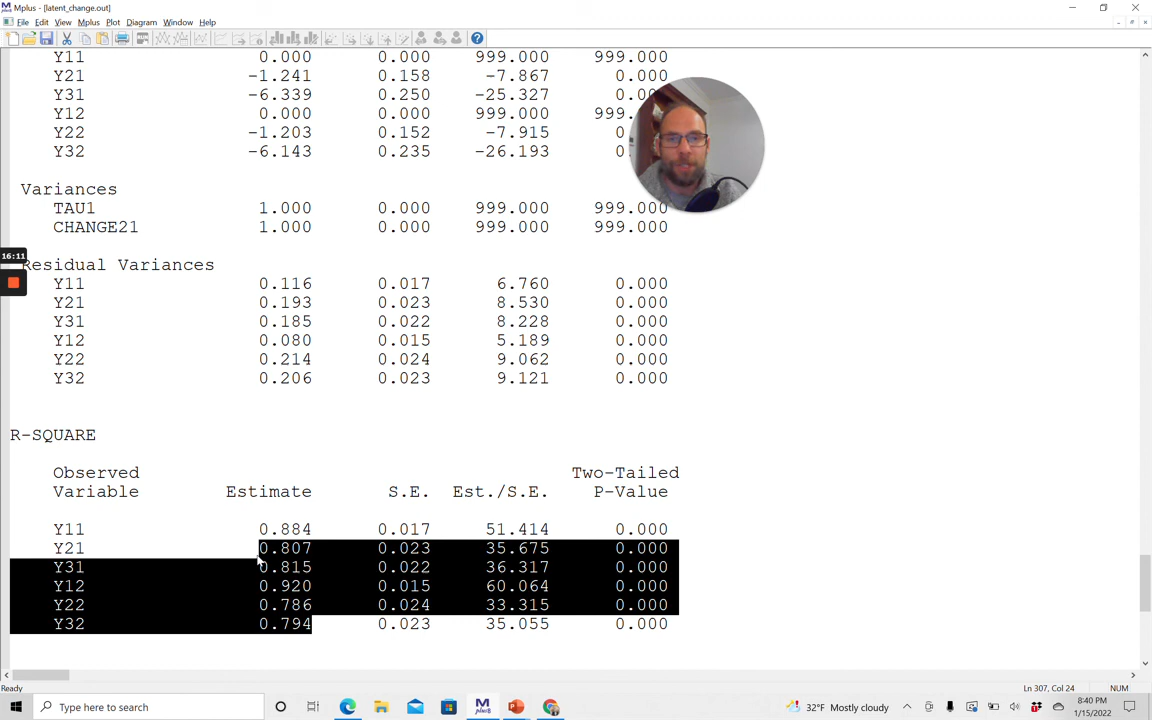 Mplus - [latent_change.out]
File Edit View Mplus Plot Diagram Window Help
Y11 0.000 0.000 999.000 999.000
Y21 -1.241 0.158 -7.867 0.000
Y31 -6.339 0.250 -25.327 0.00
Y12 0.000 0.000 999.000 999.
Y22 -1.203 0.152 -7.915 0
Y32 -6.143 0.235 -26.193 0.
Variances
TAU1 1.000 0.000 999.000 999.000
CHANGE21 1.000 0.000 999.000 999.000
16:11
Residual Variances
Y11 0.116 0.017 6.760 0.000
Y21 0.193 0.023 8.530 0.000
Y31 0.185 0.022 8.228 0.000
Y12 0.080 0.015 5.189 0.000
Y22 0.214 0.024 9.062 0.000
Y32 0.206 0.023 9.121 0.000
R-SQUARE
Observed Two-Tailed
Variable Estimate S.E. Est./S.E. P-Value
Y11 0.884 0.017 51.414 0.000
Y21 0.807 0.023 35.675 0.000
Y31 0.815 0.022 36.317 0.000
Y12 0.920 0.015 60.064 0.000
Y22 0.786 0.024 33.315 0.000
Y32 0.794 0.023 35.055 0.000
Ready Ln 307, Col 24 NUM
Type here to search 32°F Mostly cloudy 8:40 PM
1/15/2022